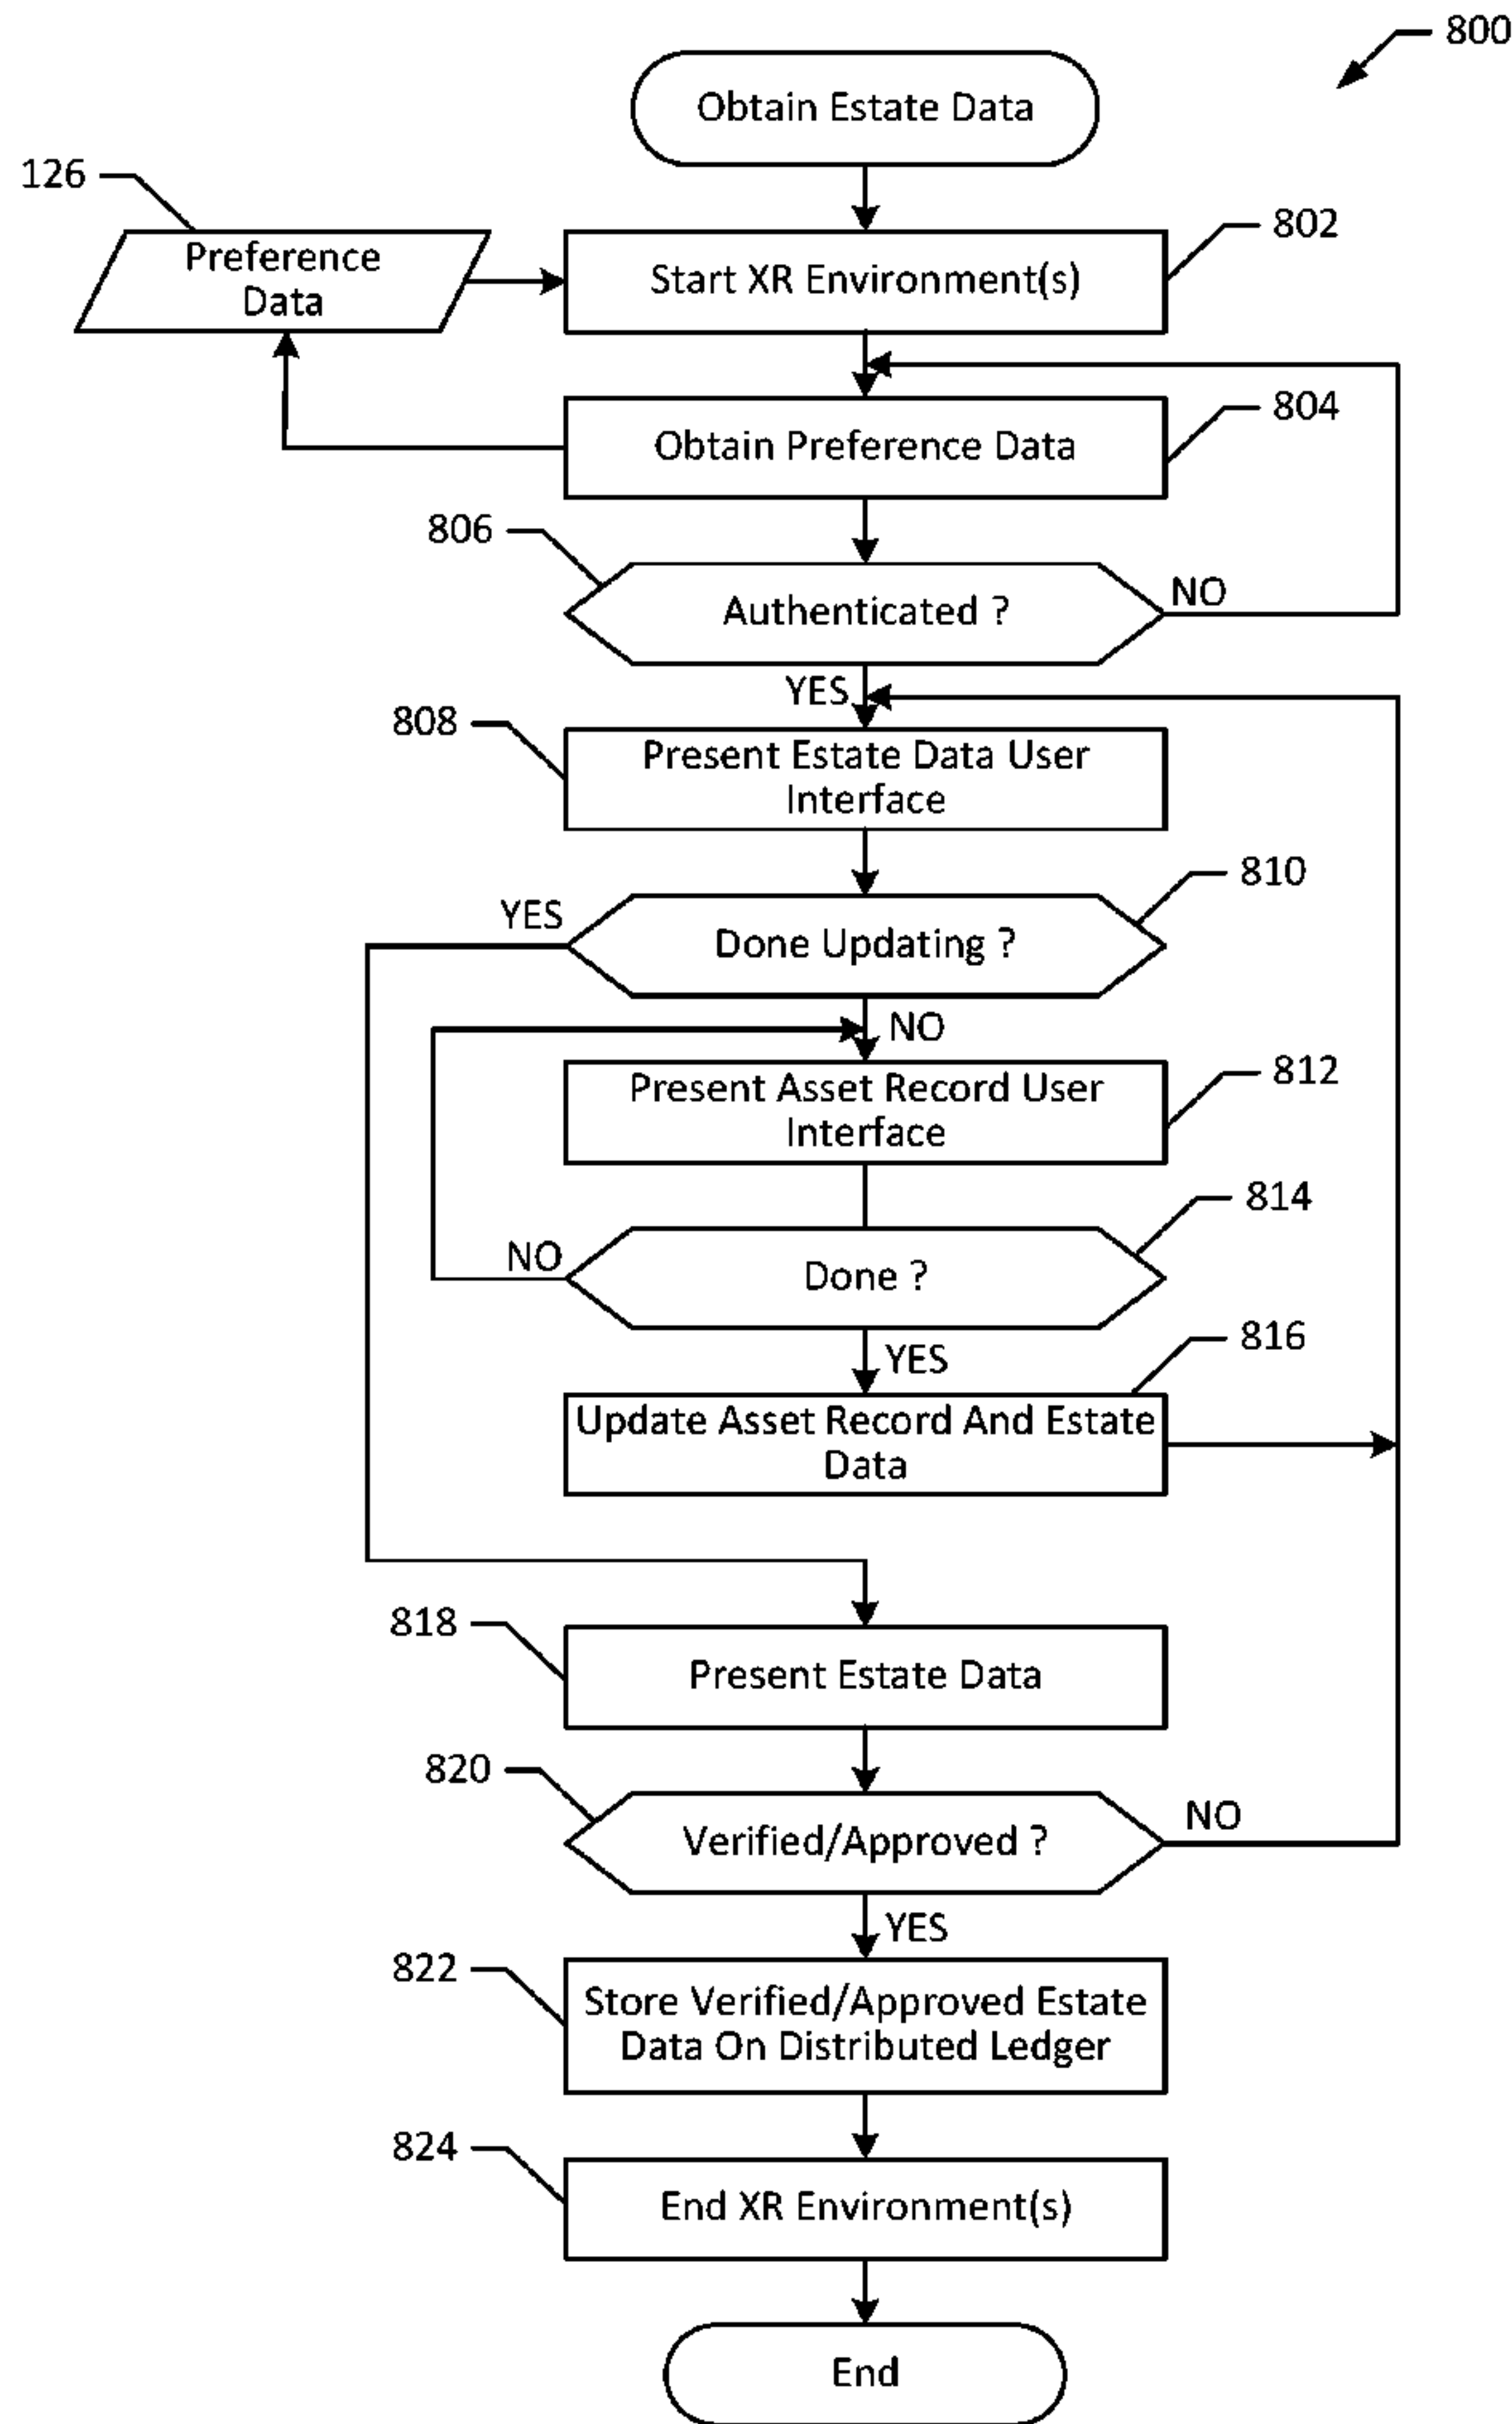 800
Obtain Estate Data
126
Preference
Data
802
Start XR Environment(s)
804
Obtain Preference Data
806
Authenticated ?
NO
YES
808
Present Estate Data User
Interface
810
YES
Done Updating ?
NO
812
Present Asset Record User
Interface
814
NO
Done ?
816
YES
Update Asset Record And Estate
Data
818
Present Estate Data
820
Verified/Approved ?
NO
YES
822
Store Verified/Approved Estate
Data On Distributed Ledger
824
End XR Environment(s)
End